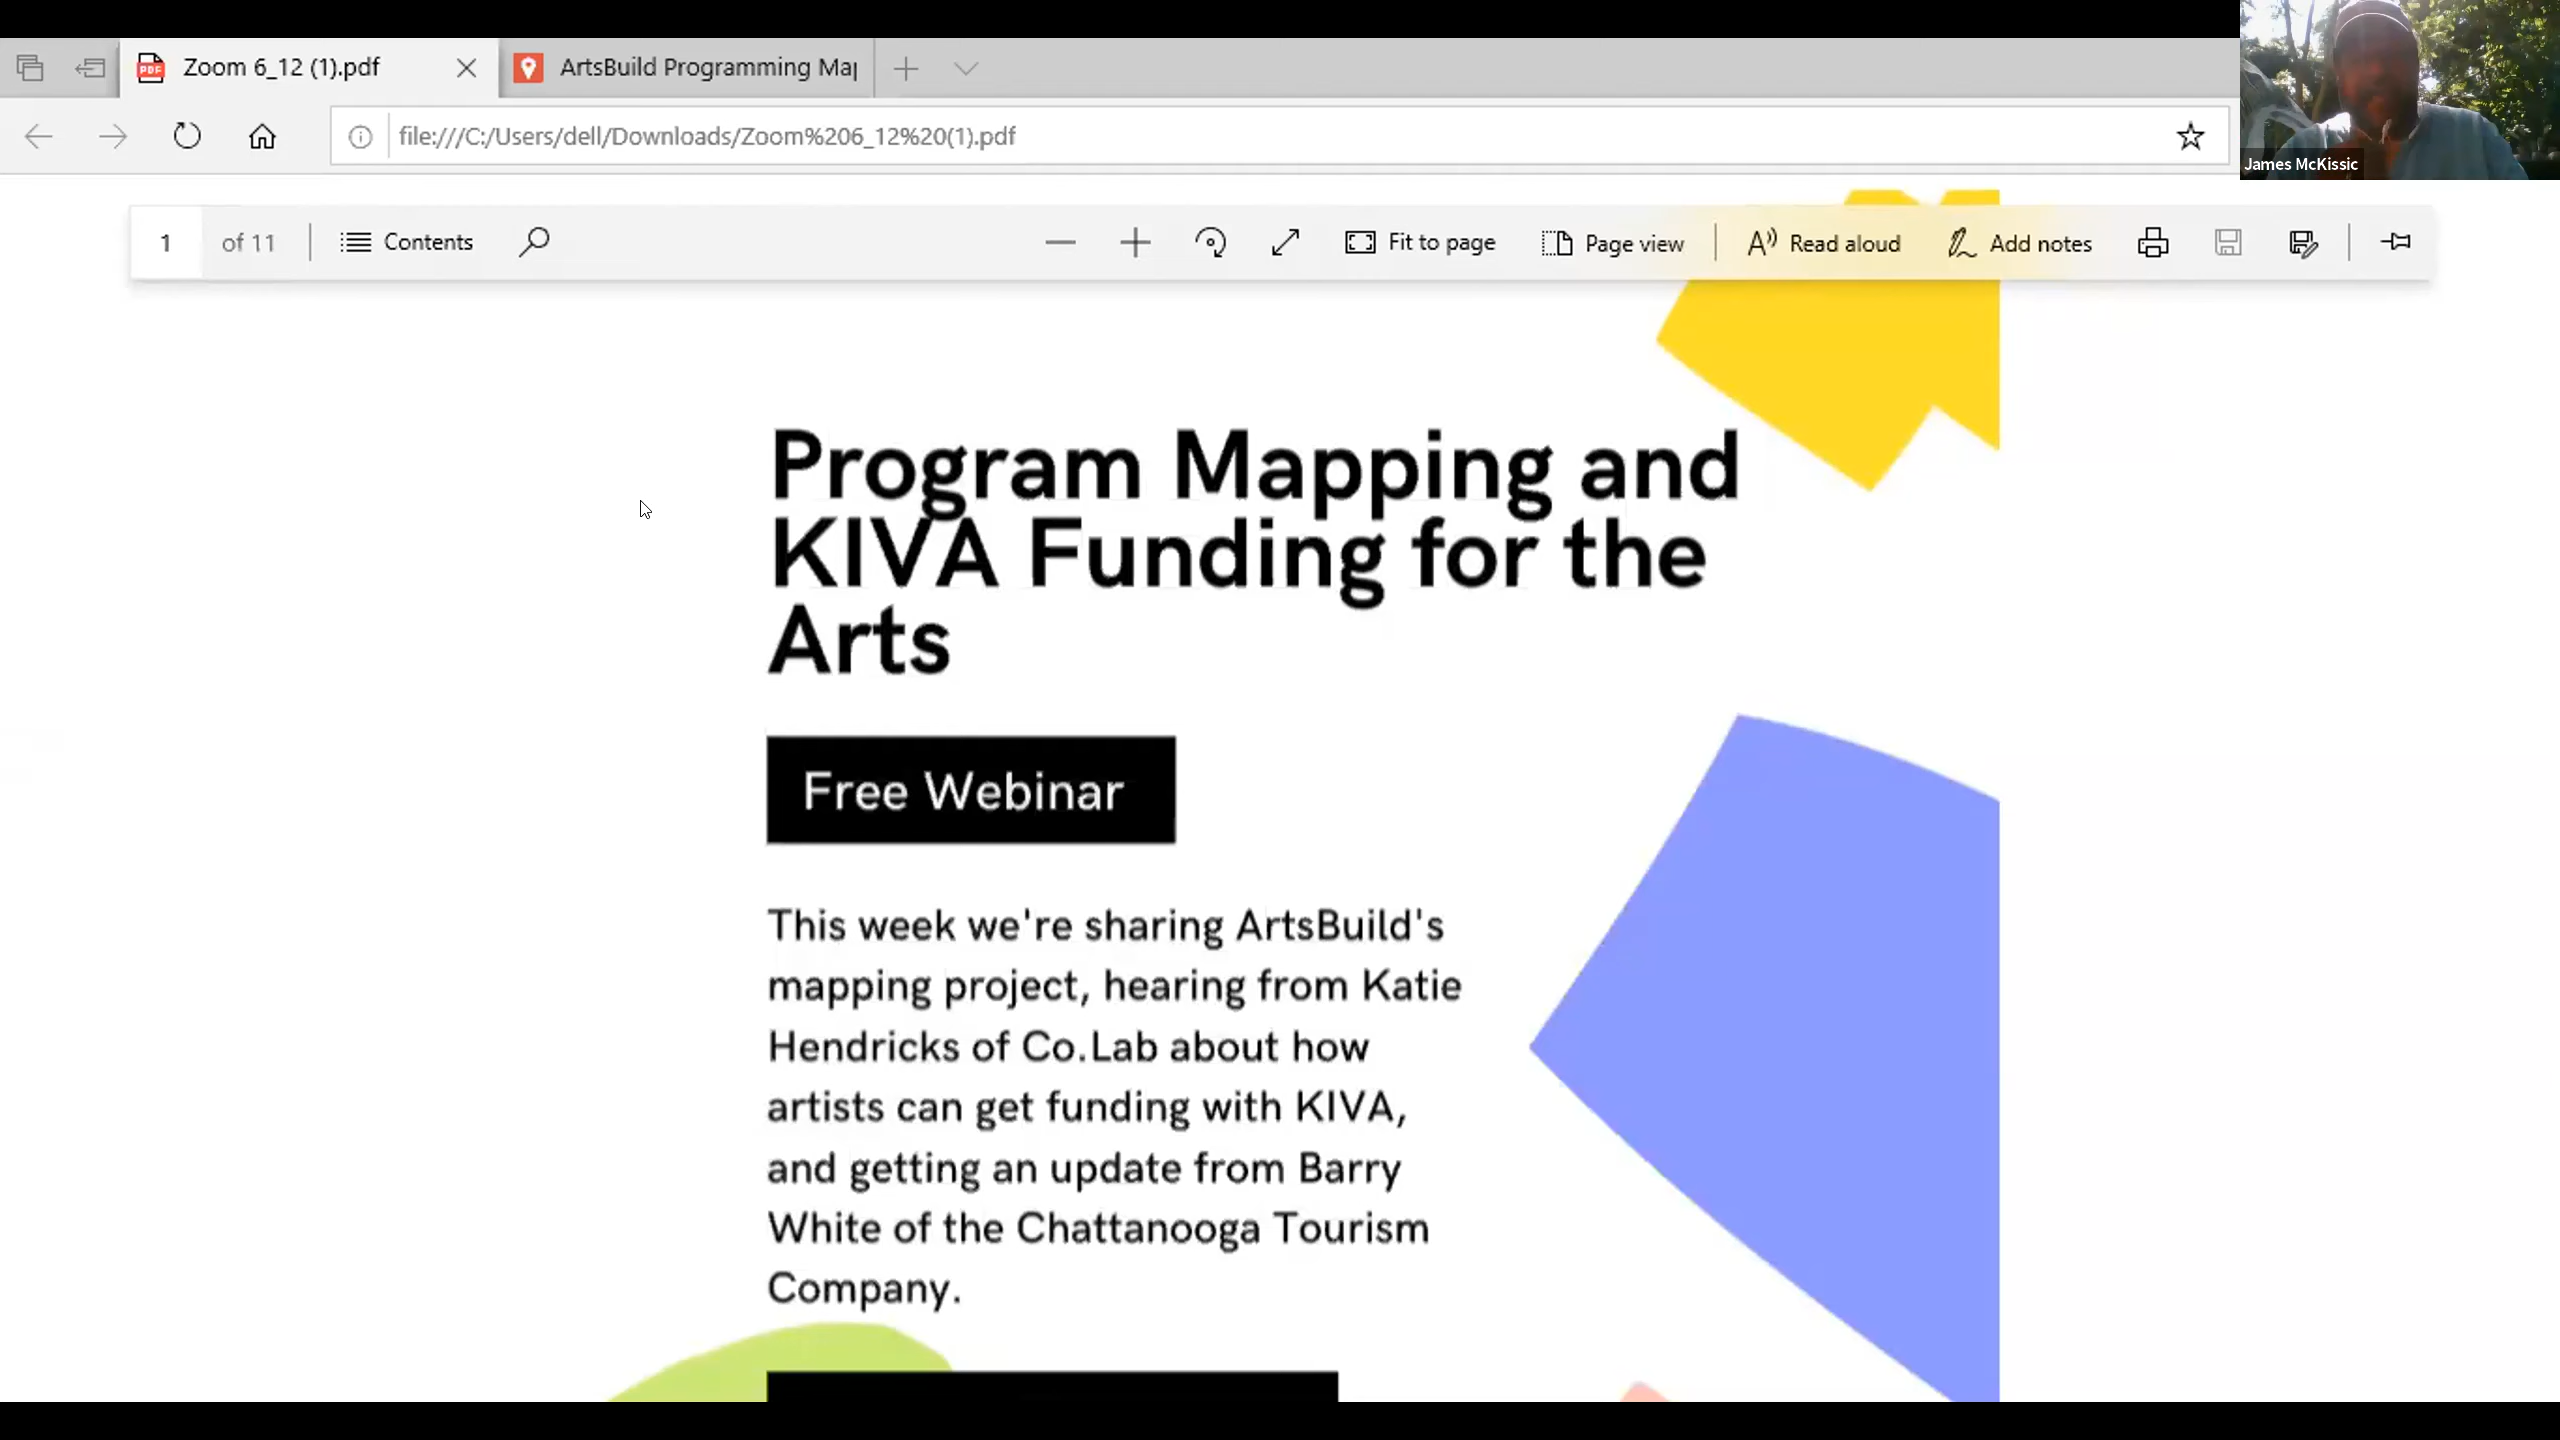 Zoom 6_12 (1).pdf
ArtsBuild Programming Map
file:///C:/Users/dell/Downloads/Zoom%206_12%20(1).pdf
James McKissic
1 of 11 Contents Fit to page Page view Read aloud Add notes
Program Mapping and
KIVA Funding for the
Arts
Free Webinar
This week we're sharing ArtsBuild's
mapping project, hearing from Katie
Hendricks of Co.Lab about how
artists can get funding with KIVA,
and getting an update from Barry
White of the Chattanooga Tourism
Company.